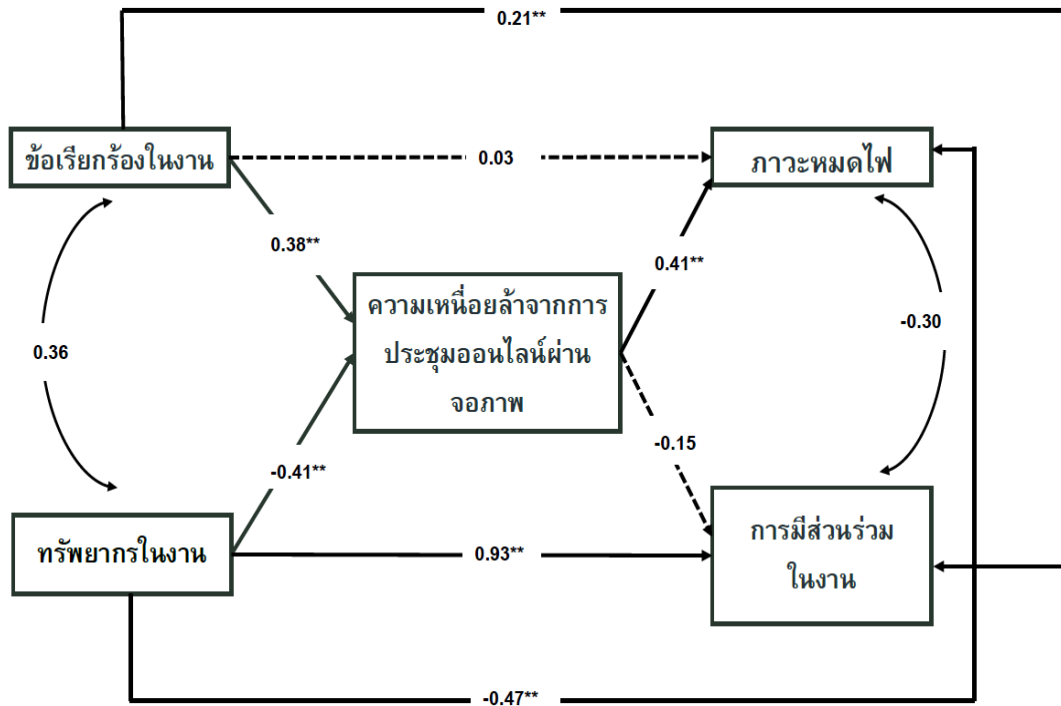 0.21**
ข้อเรียกร้องในงาน
0.03
ภาวะหมดไฟ
0.38**
0.41**
ความเหนื่อยล้าจากการ
ประชุมออนไลน์ผ่าน
จอภาพ
0.36
-0.30
-0.41**
-0.15
ทรัพยากรในงาน
0.93**
การมีส่วนร่วม
ในงาน
-0.47**